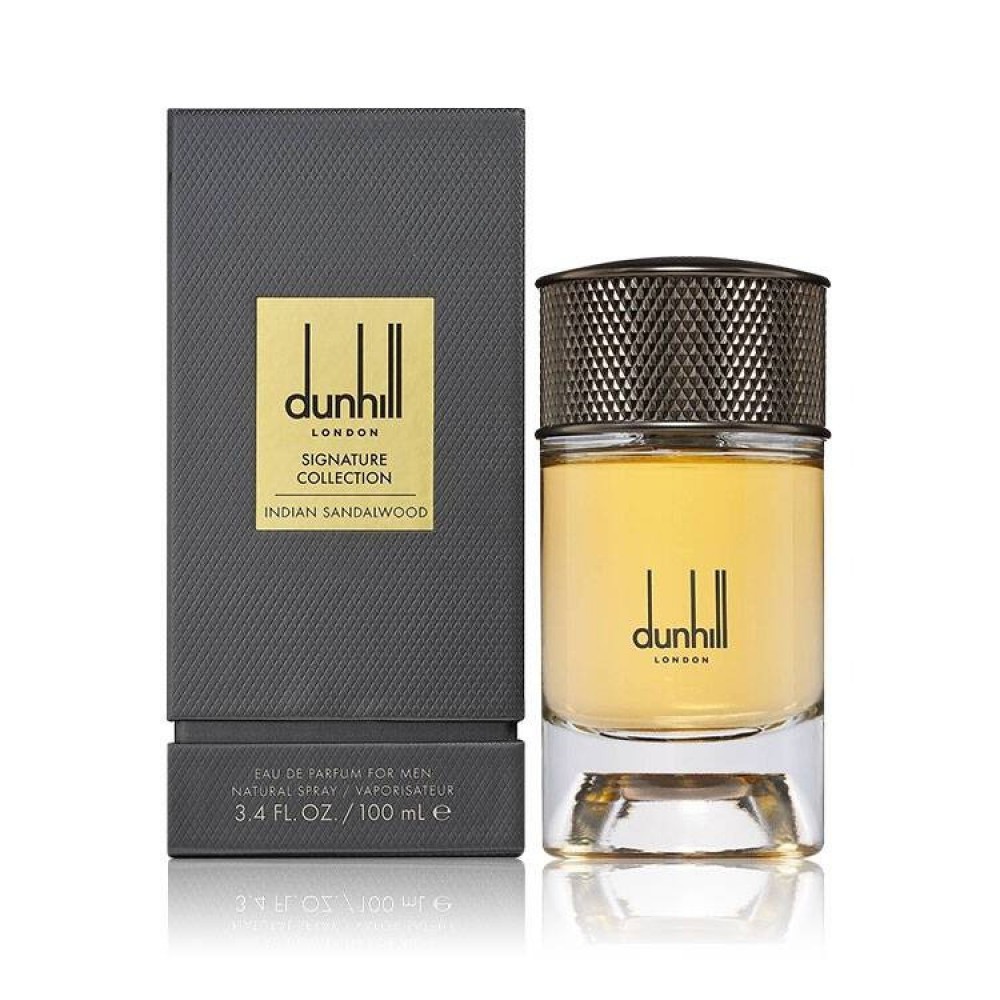 dunhill
LONDON
SIGNATURE
COLLECTION
INDIAN SANDALWOOD
EAU DE PARFUM FOR MEN
NATURAL SPRAY / VAPORISATEUR
3.4 FL. OZ. / 100 mL ℮
dunhill
LONDON